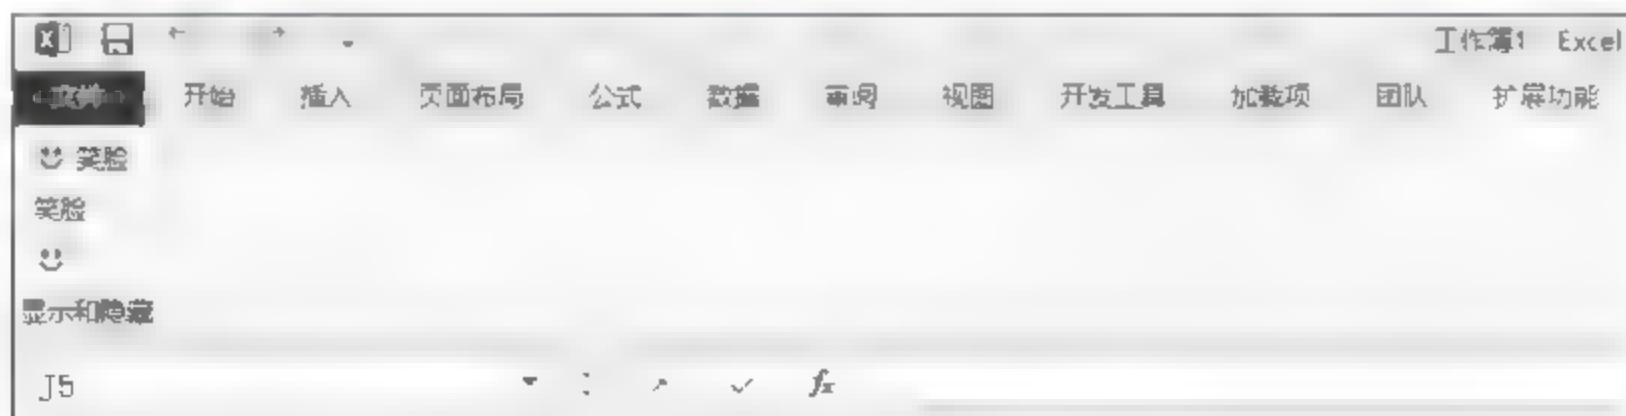 工作簿1 Excel
文件 开始 插入 页面布局 公式 数据 审阅 视图 开发工具 加载项 团队 扩展功能
笑脸
笑脸
显示和隐藏
J5 fx